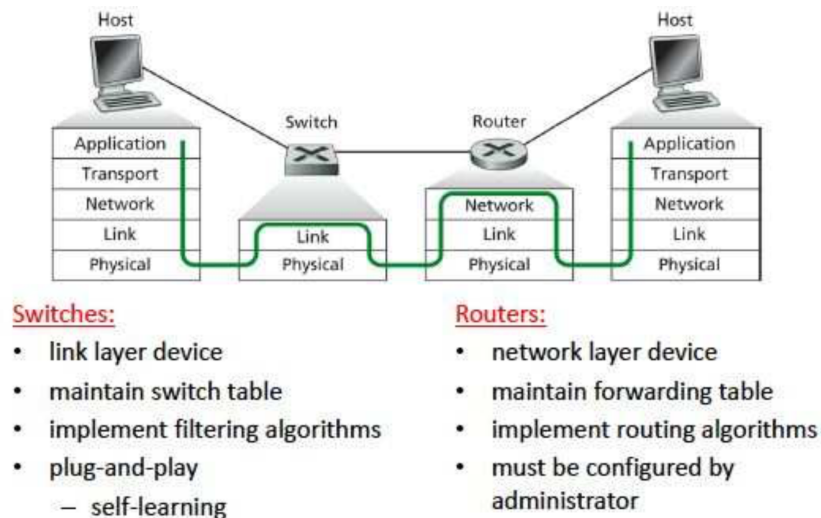 Host
Host
Switch
Router
Application
Transport
Network
Link
Physical
Link
Physical
Network
Link
Physical
Application
Transport
Network
Link
Physical
Switches:
• link layer device
• maintain switch table
• implement filtering algorithms
• plug-and-play
– self-learning
Routers:
• network layer device
• maintain forwarding table
• implement routing algorithms
• must be configured by
administrator